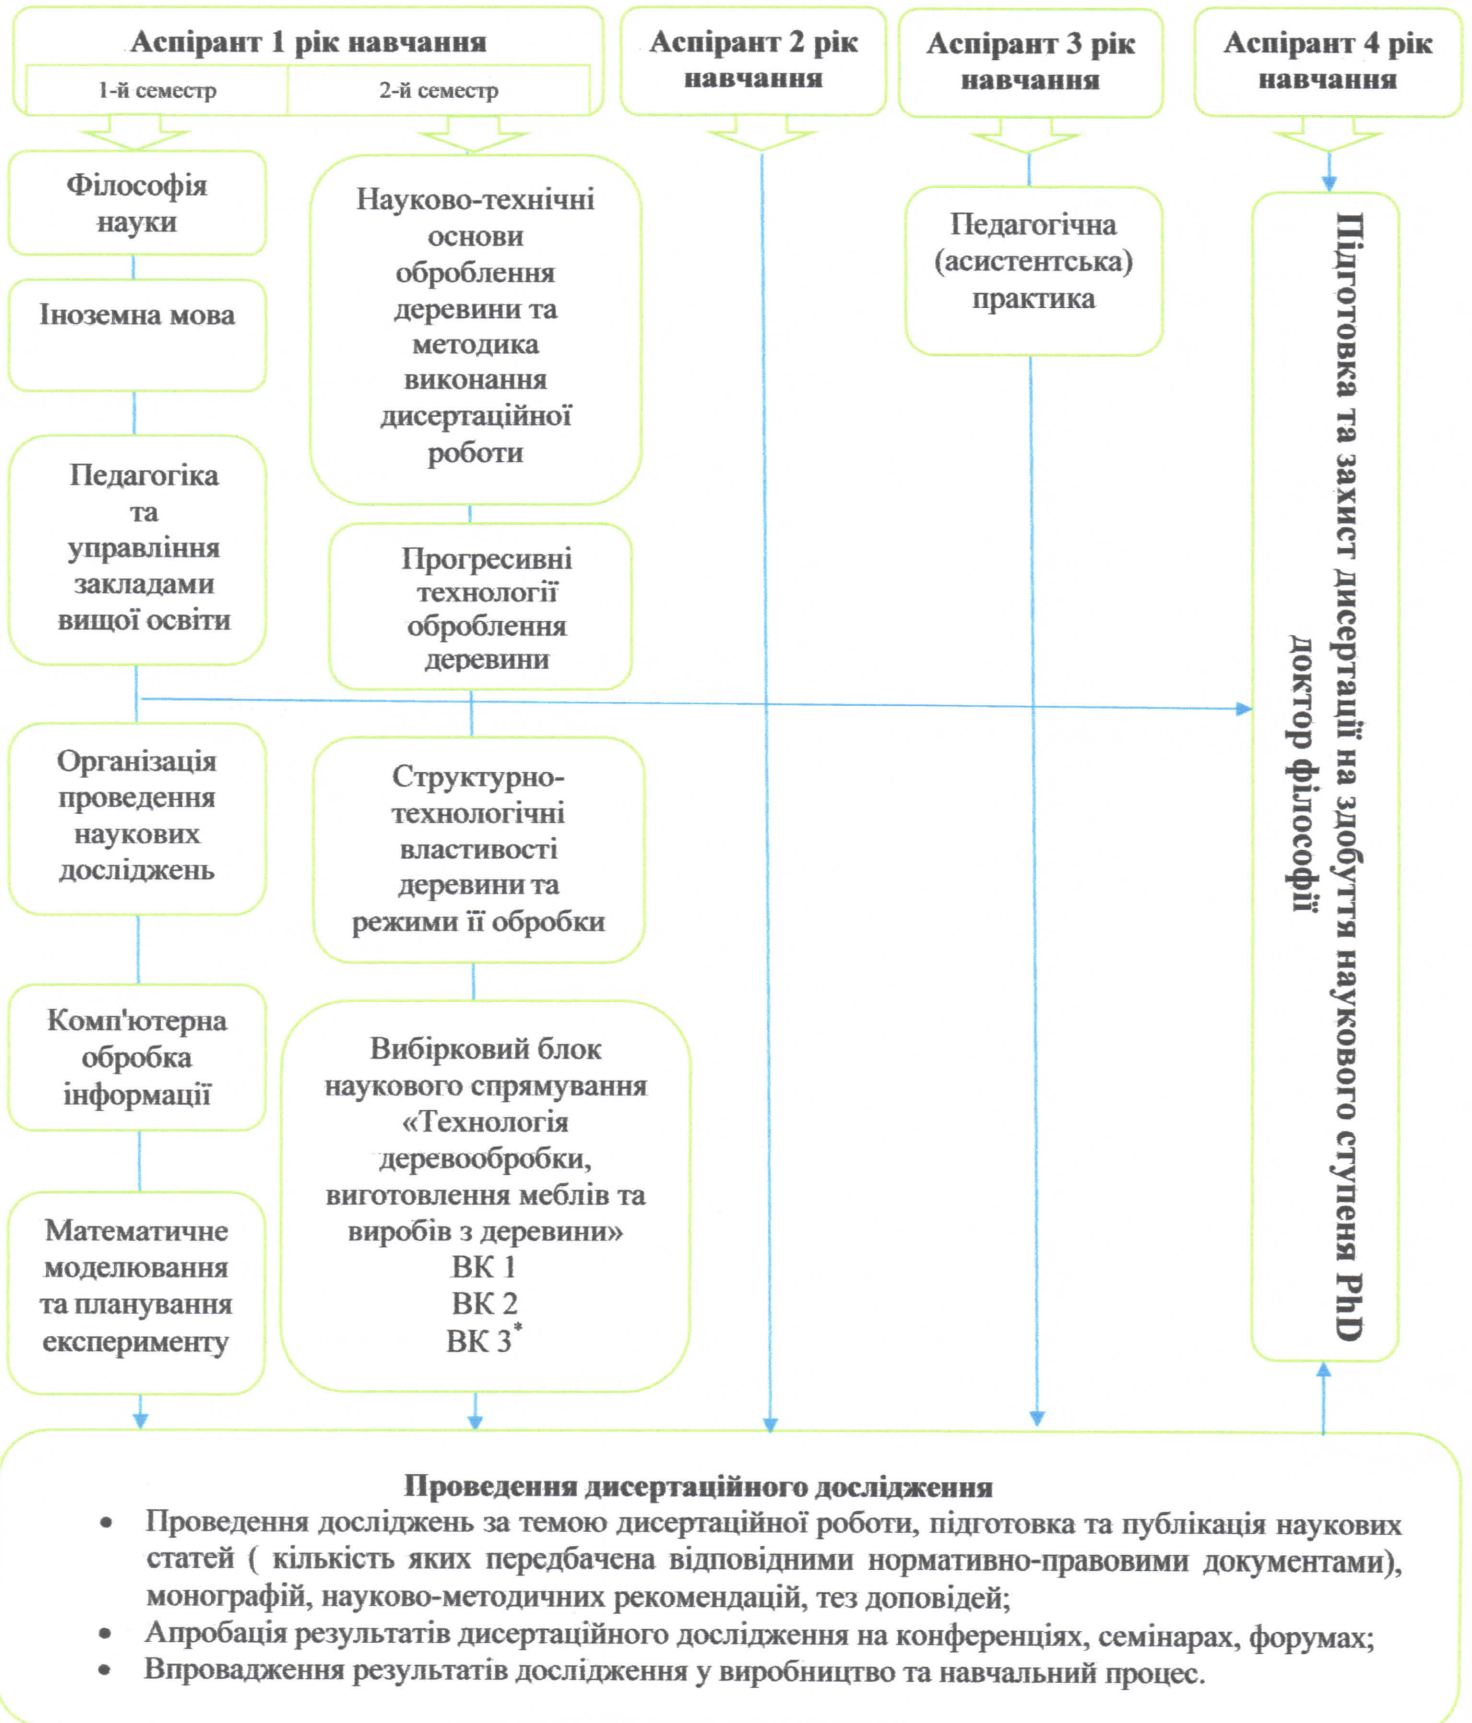 Аспірант 1 рік навчання
1-й семестр
2-й семестр
Аспірант 2 рік
навчання
Аспірант 3 рік
навчання
Аспірант 4 рік
навчання
Філософія
науки
Іноземна мова
Педагогіка
та
управління
закладами
вищої освіти
Організація
проведення
наукових
досліджень
Комп'ютерна
обробка
інформації
Математичне
моделювання
та планування
експерименту
Науково-технічні
основи
оброблення
деревини та
методика
виконання
дисертаційної
роботи
Прогресивні
технології
оброблення
деревини
Структурно-
технологічні
властивості
деревини та
режими її обробки
Вибірковий блок
наукового спрямування
«Технологія
деревообробки,
виготовлення меблів та
виробів з деревини»
ВК 1
ВК 2
ВК 3*
Педагогічна
(асистентська)
практика
Підготовка та захист дисертації на здобуття наукового ступеня PhD
доктор філософії
Проведення дисертаційного дослідження
• Проведення досліджень за темою дисертаційної роботи, підготовка та публікація наукових
статей ( кількість яких передбачена відповідними нормативно-правовими документами),
монографій, науково-методичних рекомендацій, тез доповідей;
• Апробація результатів дисертаційного дослідження на конференціях, семінарах, форумах;
• Впровадження результатів дослідження у виробництво та навчальний процес.